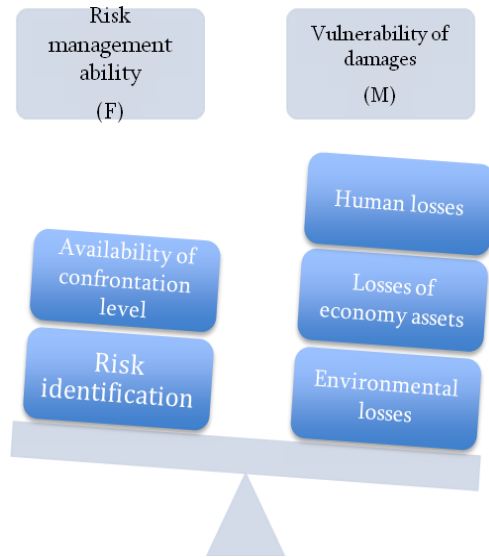 Risk
management
ability
(F)
Vulnerability of
damages
(M)
Human losses
Availability of
confrontation
level
Losses of
economy assets
Risk
identification
Environmental
losses